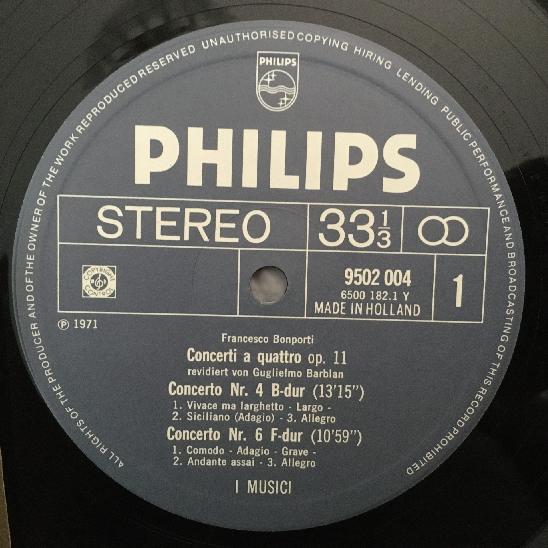 ALL RIGHTS OF THE PRODUCER AND OF THE OWNER OF THE WORK REPRODUCED RESERVED UNAUTHORISED COPYING HIRING LENDING PUBLIC PERFORMANCE AND BROADCASTING OF THIS RECORD PROHIBITED
PHILIPS
PHILIPS
STEREO 33⅓
9502 004
6500 182.1 Y
MADE IN HOLLAND
1
COPYRIGHT CONTROL
℗ 1971
Francesco Bonporti
Concerti a quattro op. 11
revidiert von Guglielmo Barblan
Concerto Nr. 4 B-dur (13'15")
1. Vivace ma larghetto - Largo -
2. Siciliano (Adagio) - 3. Allegro
Concerto Nr. 6 F-dur (10'59")
1. Comodo - Adagio - Grave -
2. Andante assai - 3. Allegro
I MUSICI